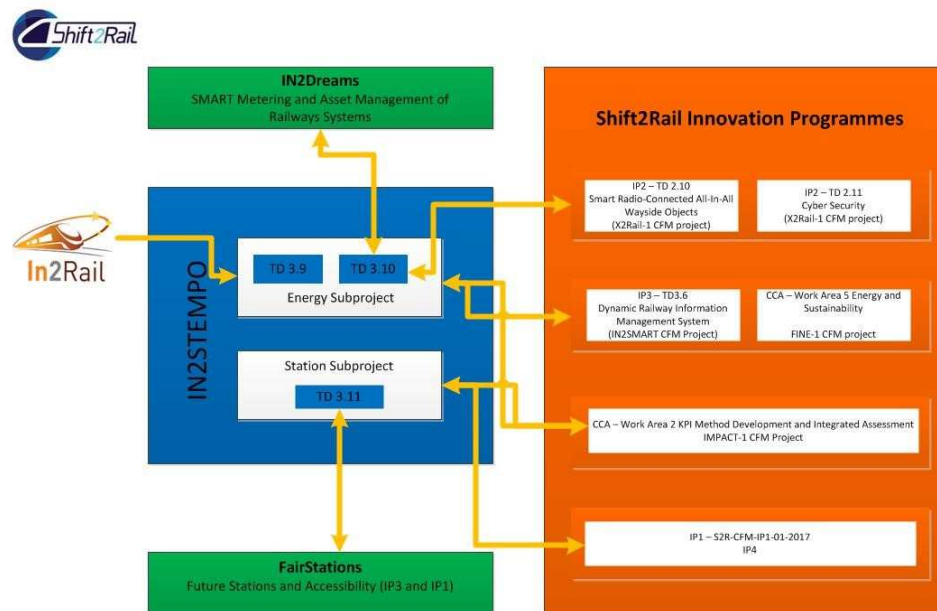 Shift2Rail
IN2Dreams
SMART Metering and Asset Management of
Railways Systems
In2Rail
IN2STEMPO
TD 3.9
TD 3.10
Energy Subproject
Station Subproject
TD 3.11
FairStations
Future Stations and Accessibility (IP3 and IP1)
Shift2Rail Innovation Programmes
IP2 – TD 2.10
Smart Radio-Connected All-In-All
Wayside Objects
(X2Rail-1 CFM project)
IP2 – TD 2.11
Cyber Security
(X2Rail-1 CFM project)
IP3 – TD3.6
Dynamic Railway Information
Management System
(IN2SMART CFM Project)
CCA – Work Area 5 Energy and
Sustainability
FINE-1 CFM project
CCA – Work Area 2 KPI Method Development and Integrated Assessment
IMPACT-1 CFM Project
IP1 – S2R-CFM-IP1-01-2017
IP4